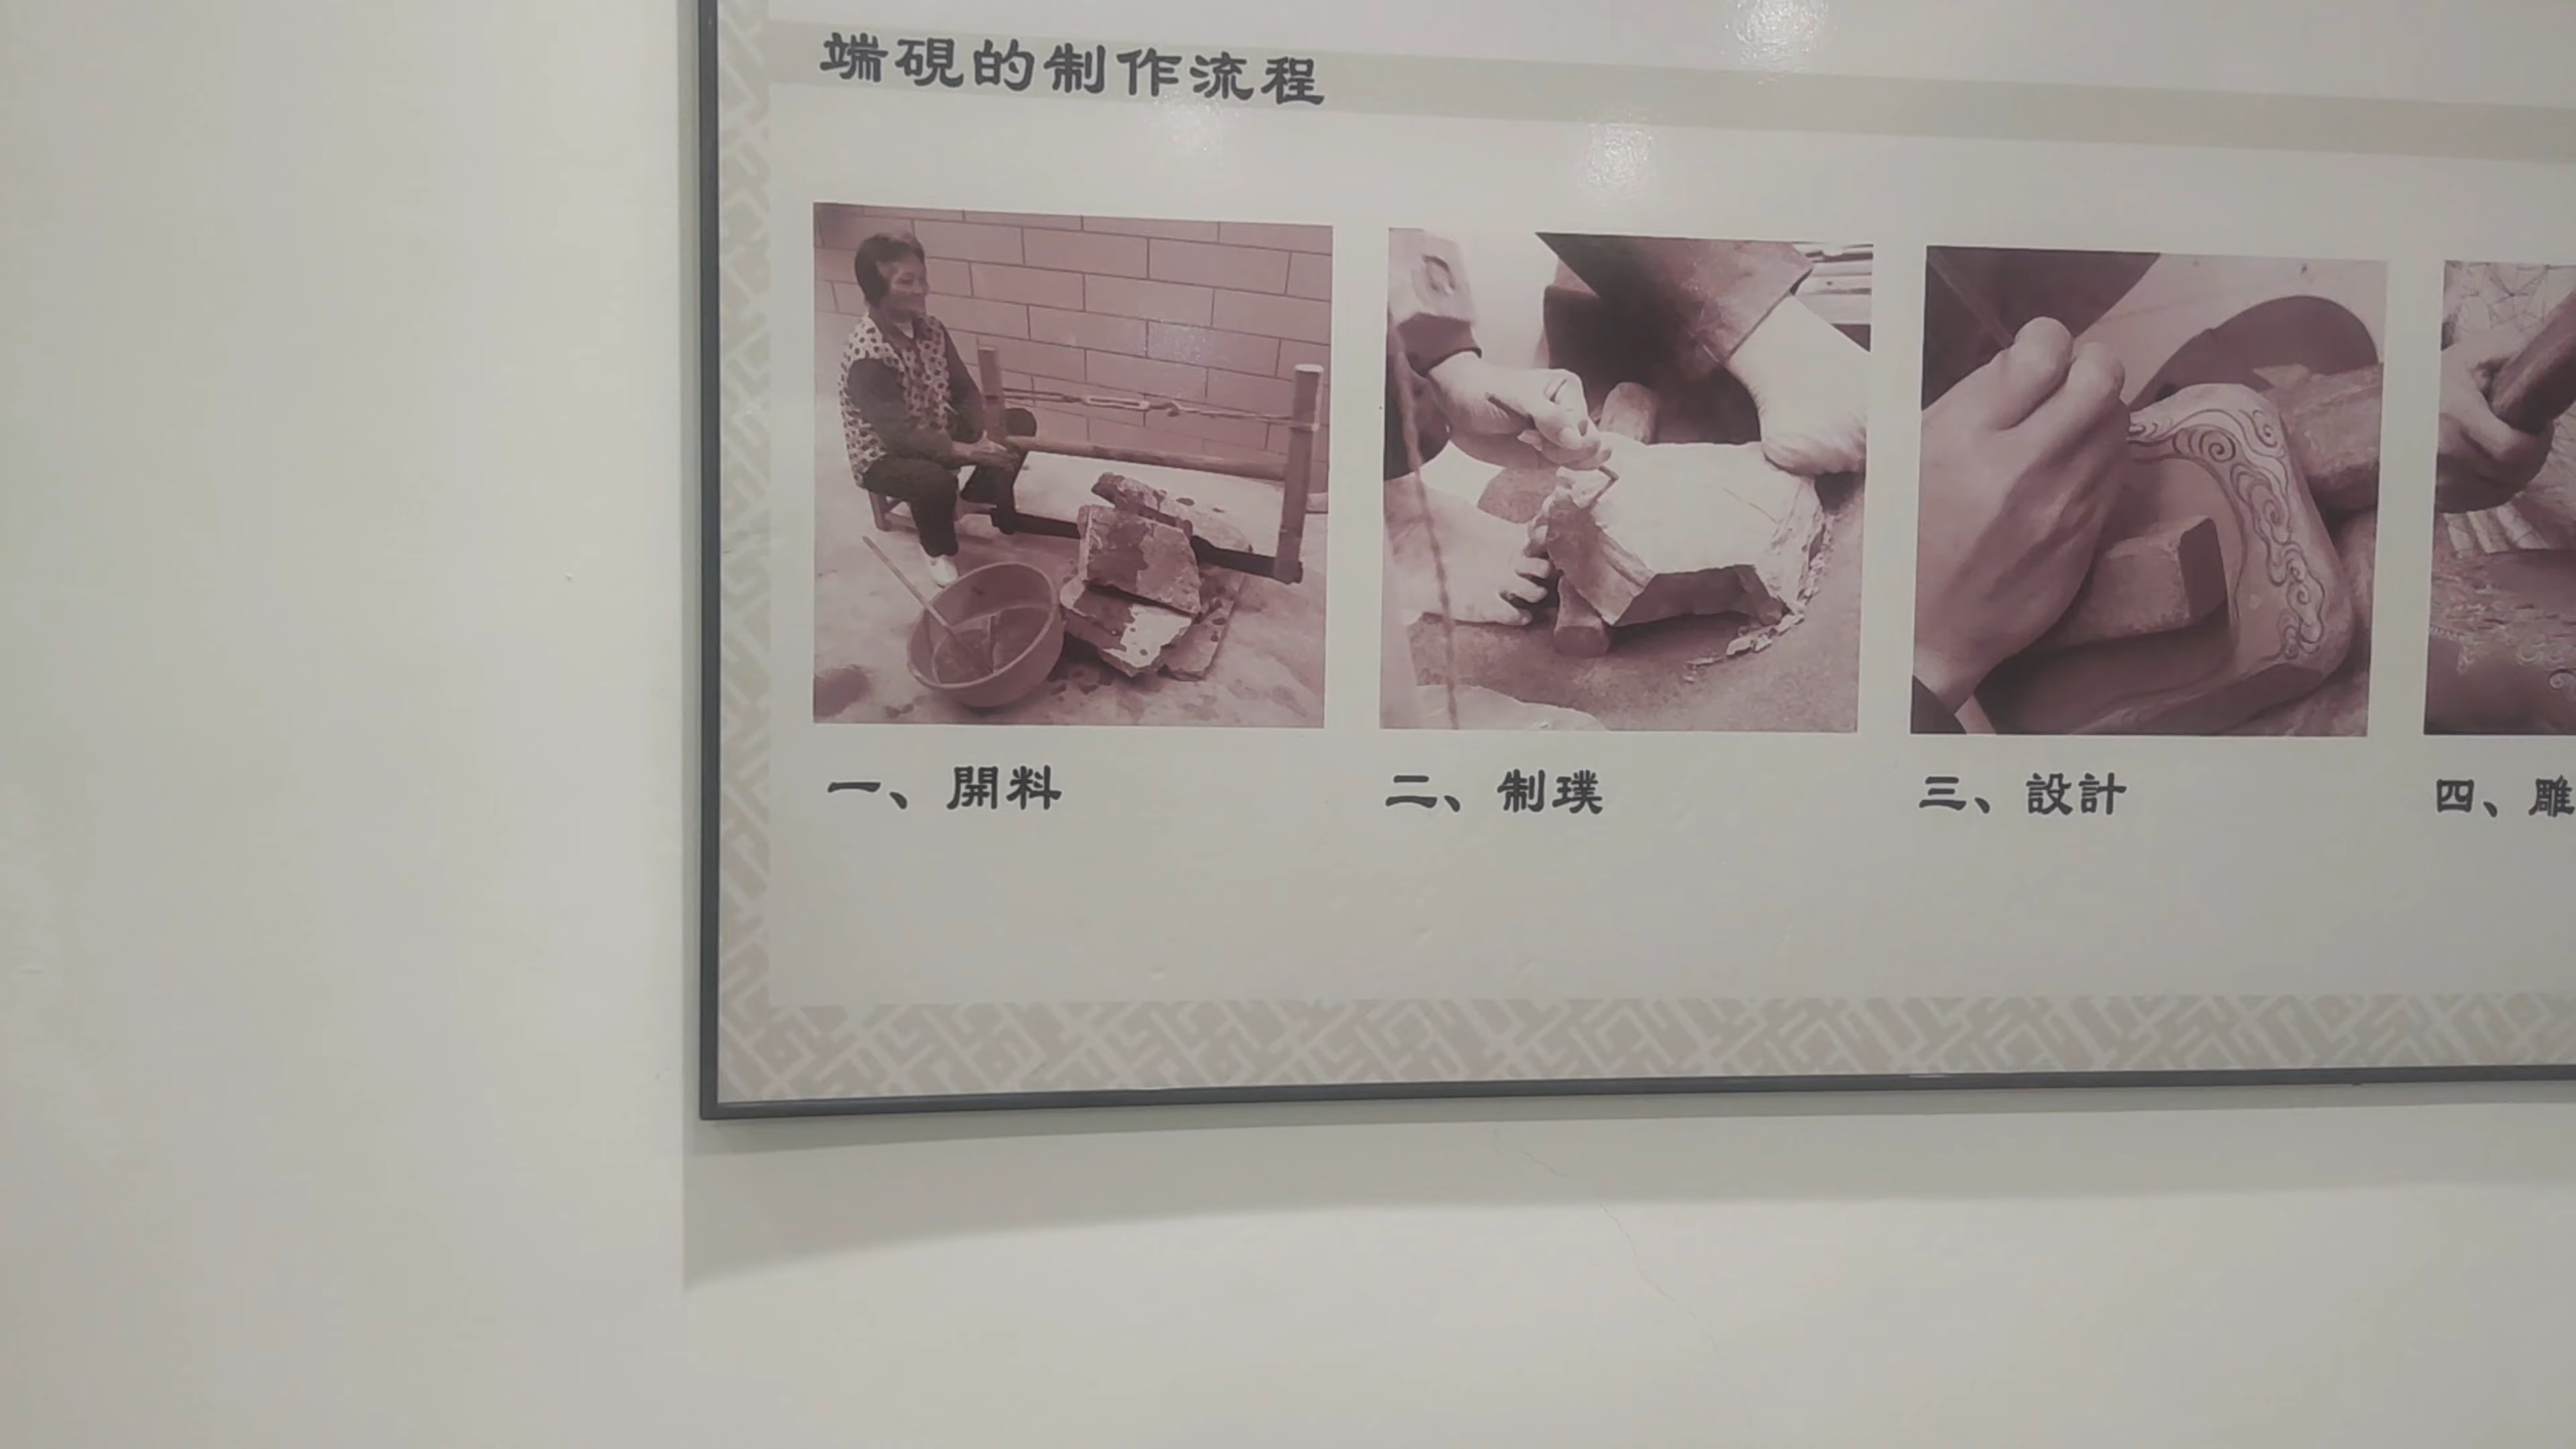 端硯的制作流程
一、開料
二、制璞
三、設計
四、雕